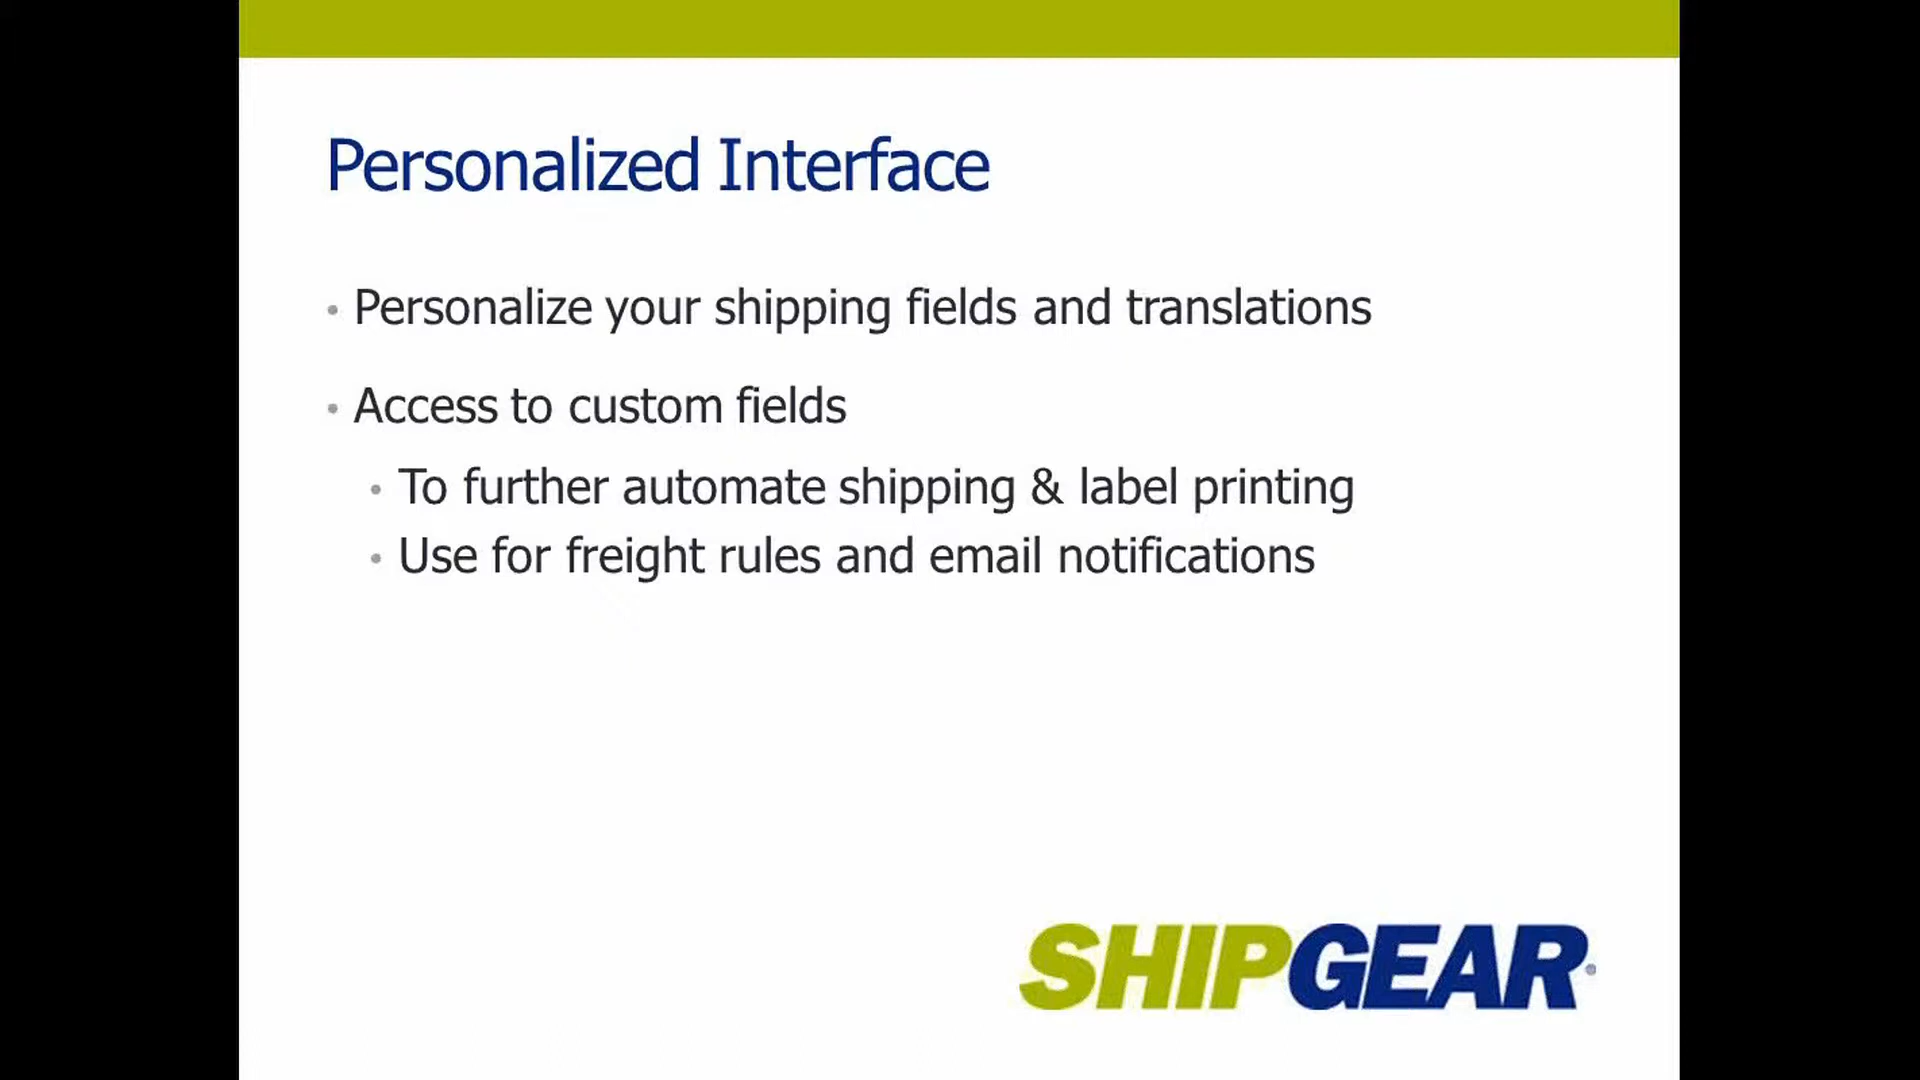 Personalized Interface
• Personalize your shipping fields and translations
• Access to custom fields
• To further automate shipping & label printing
• Use for freight rules and email notifications
SHIPGEAR®